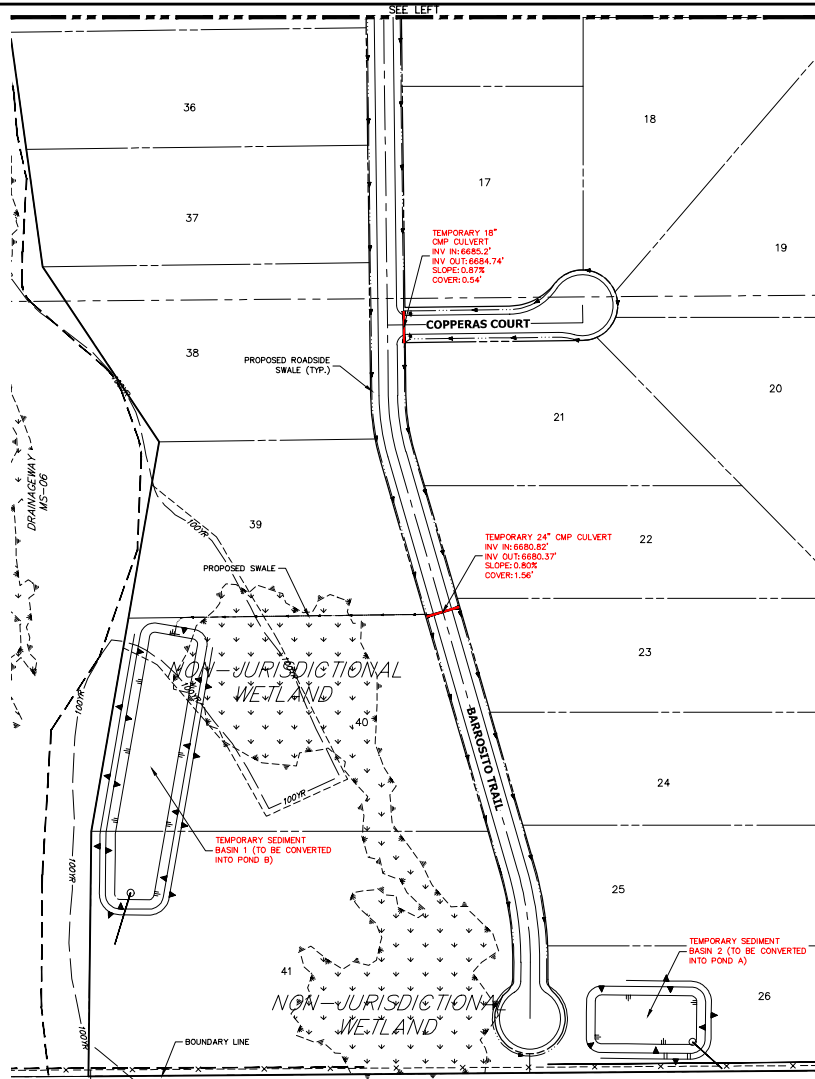 SEE LEFT
36
18
17
37
TEMPORARY 18"
CMP CULVERT
INV IN: 6685.2'
INV OUT: 6684.74'
SLOPE: 0.87%
COVER: 0.54'
19
COPPERAS COURT
38
PROPOSED ROADSIDE
SWALE (TYP.)
100YR
20
21
DRAINAGEWAY
MS-06
39
100YR
TEMPORARY 24" CMP CULVERT
INV IN: 6680.82'
INV OUT: 6680.37'
SLOPE: 0.80%
COVER: 1.56'
22
PROPOSED SWALE
23
NON-JURISDICTIONAL
WETLAND
100YR
100YR
100YR
40
BARROSITO TRAIL
24
100YR
TEMPORARY SEDIMENT
BASIN 1 (TO BE CONVERTED
INTO POND B)
100YR
25
TEMPORARY SEDIMENT
BASIN 2 (TO BE CONVERTED
INTO POND A)
41
26
NON-JURISDICTIONAL
WETLAND
100YR
BOUNDARY LINE